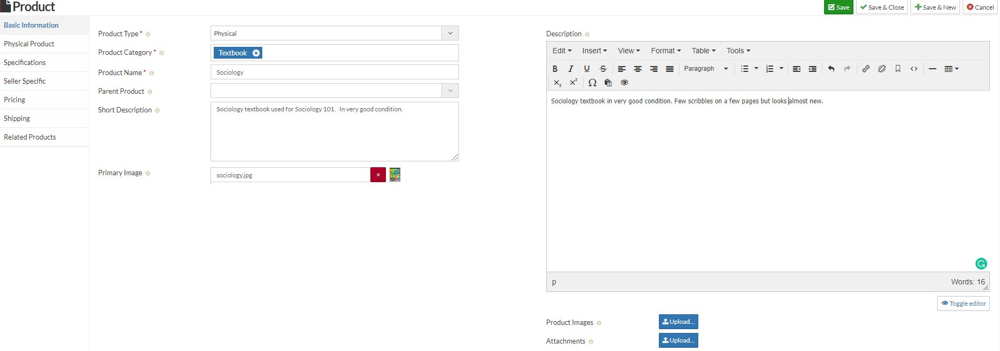 Product
Save
Save & Close
Save & New
Cancel
Basic Information
Physical Product
Specifications
Seller Specific
Pricing
Shipping
Related Products
Product Type *
Physical
Product Category *
Textbook
Product Name *
Sociology
Parent Product
Short Description
Sociology textbook used for Sociology 101. In very good condition.
Primary Image
sociology.jpg
Description
Edit Insert View Format Table Tools
B I U S Paragraph
Sociology textbook in very good condition. Few scribbles on a few pages but looks almost new.
p Words: 16
Toggle editor
Product Images
Upload...
Attachments
Upload...